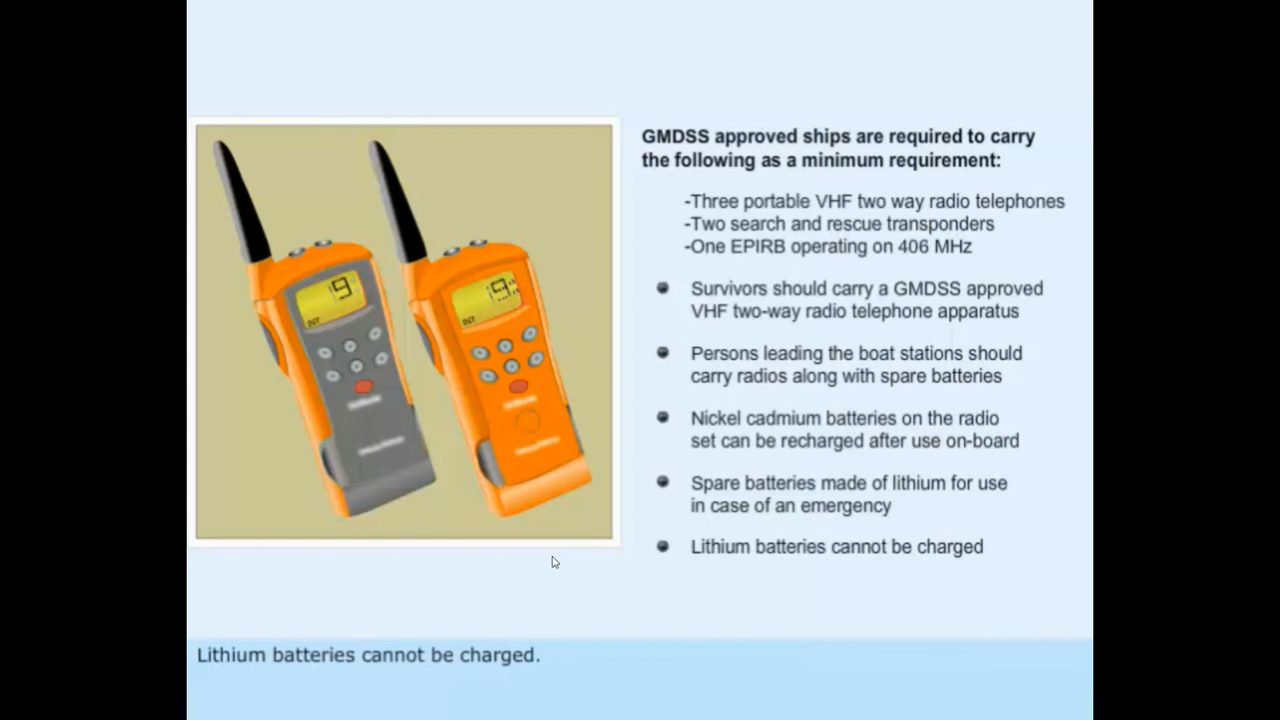 GMDSS approved ships are required to carry
the following as a minimum requirement:
-Three portable VHF two way radio telephones
-Two search and rescue transponders
-One EPIRB operating on 406 MHz
Survivors should carry a GMDSS approved
VHF two-way radio telephone apparatus
Persons leading the boat stations should
carry radios along with spare batteries
Nickel cadmium batteries on the radio
set can be recharged after use on-board
Spare batteries made of lithium for use
in case of an emergency
Lithium batteries cannot be charged
Lithium batteries cannot be charged.